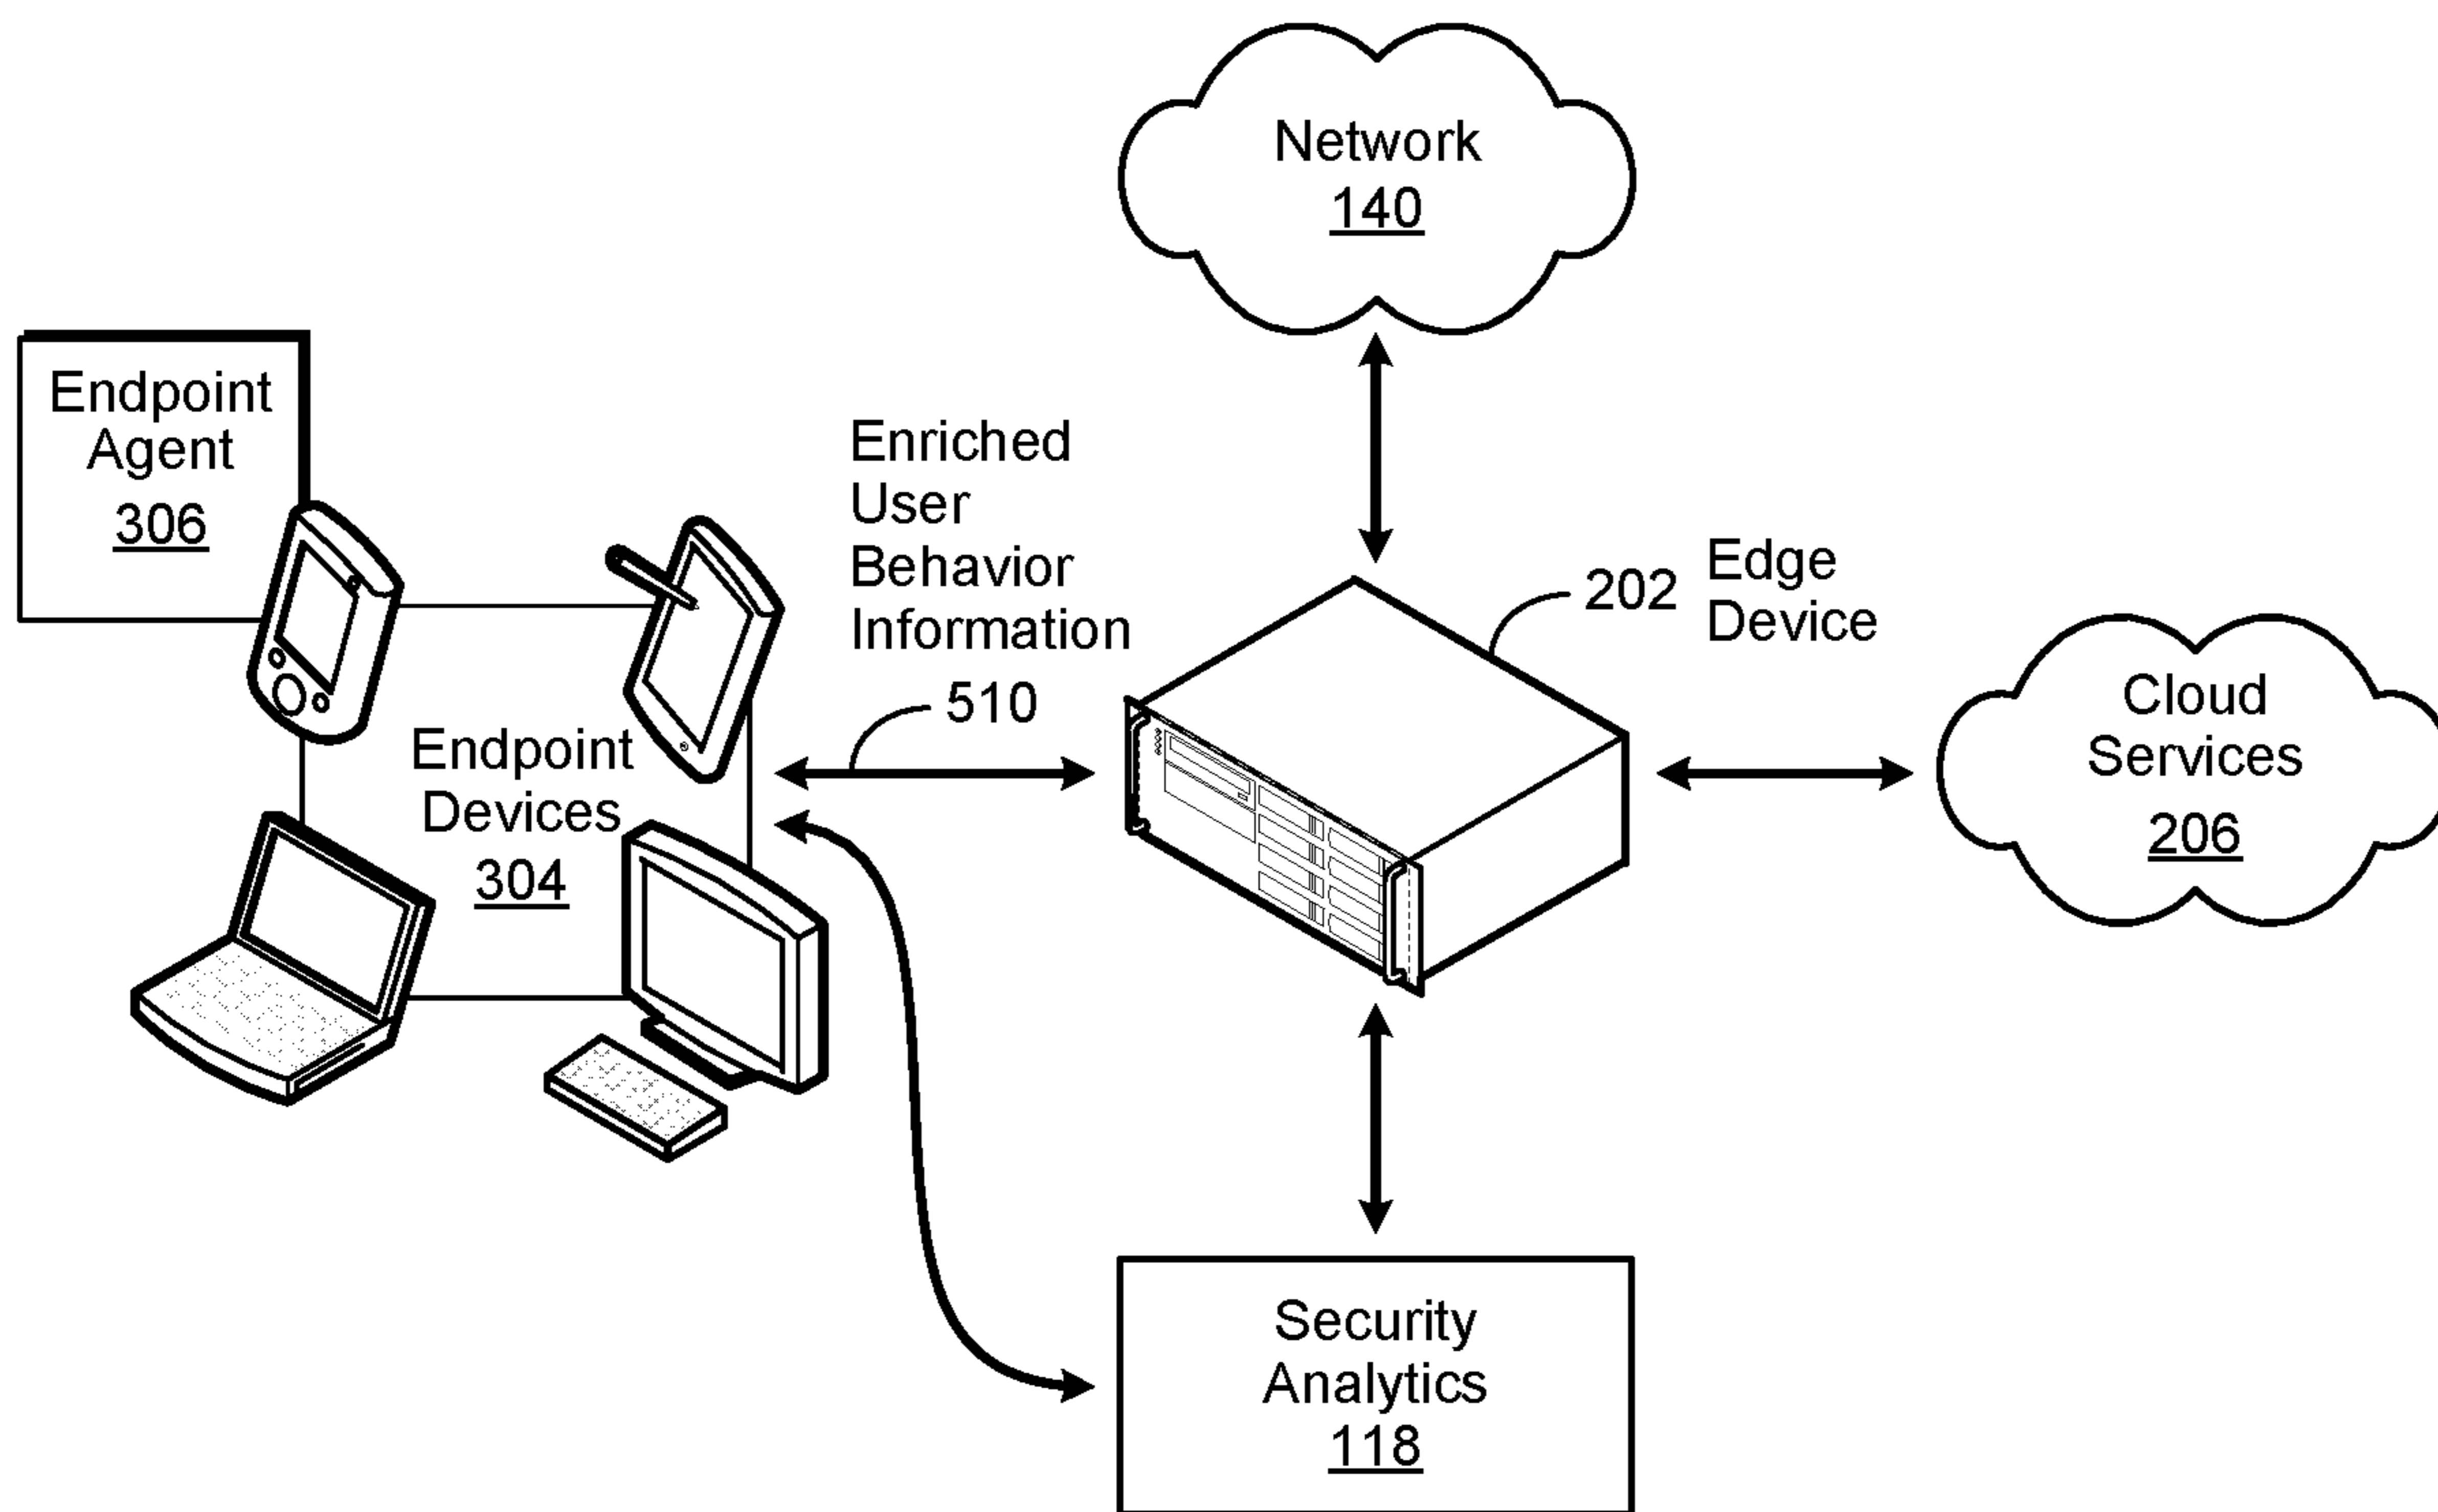 Network
140
Endpoint
Agent
306
Enriched
User
Behavior
Information
510
202
Edge
Device
Cloud
Services
206
Endpoint
Devices
304
Security
Analytics
118